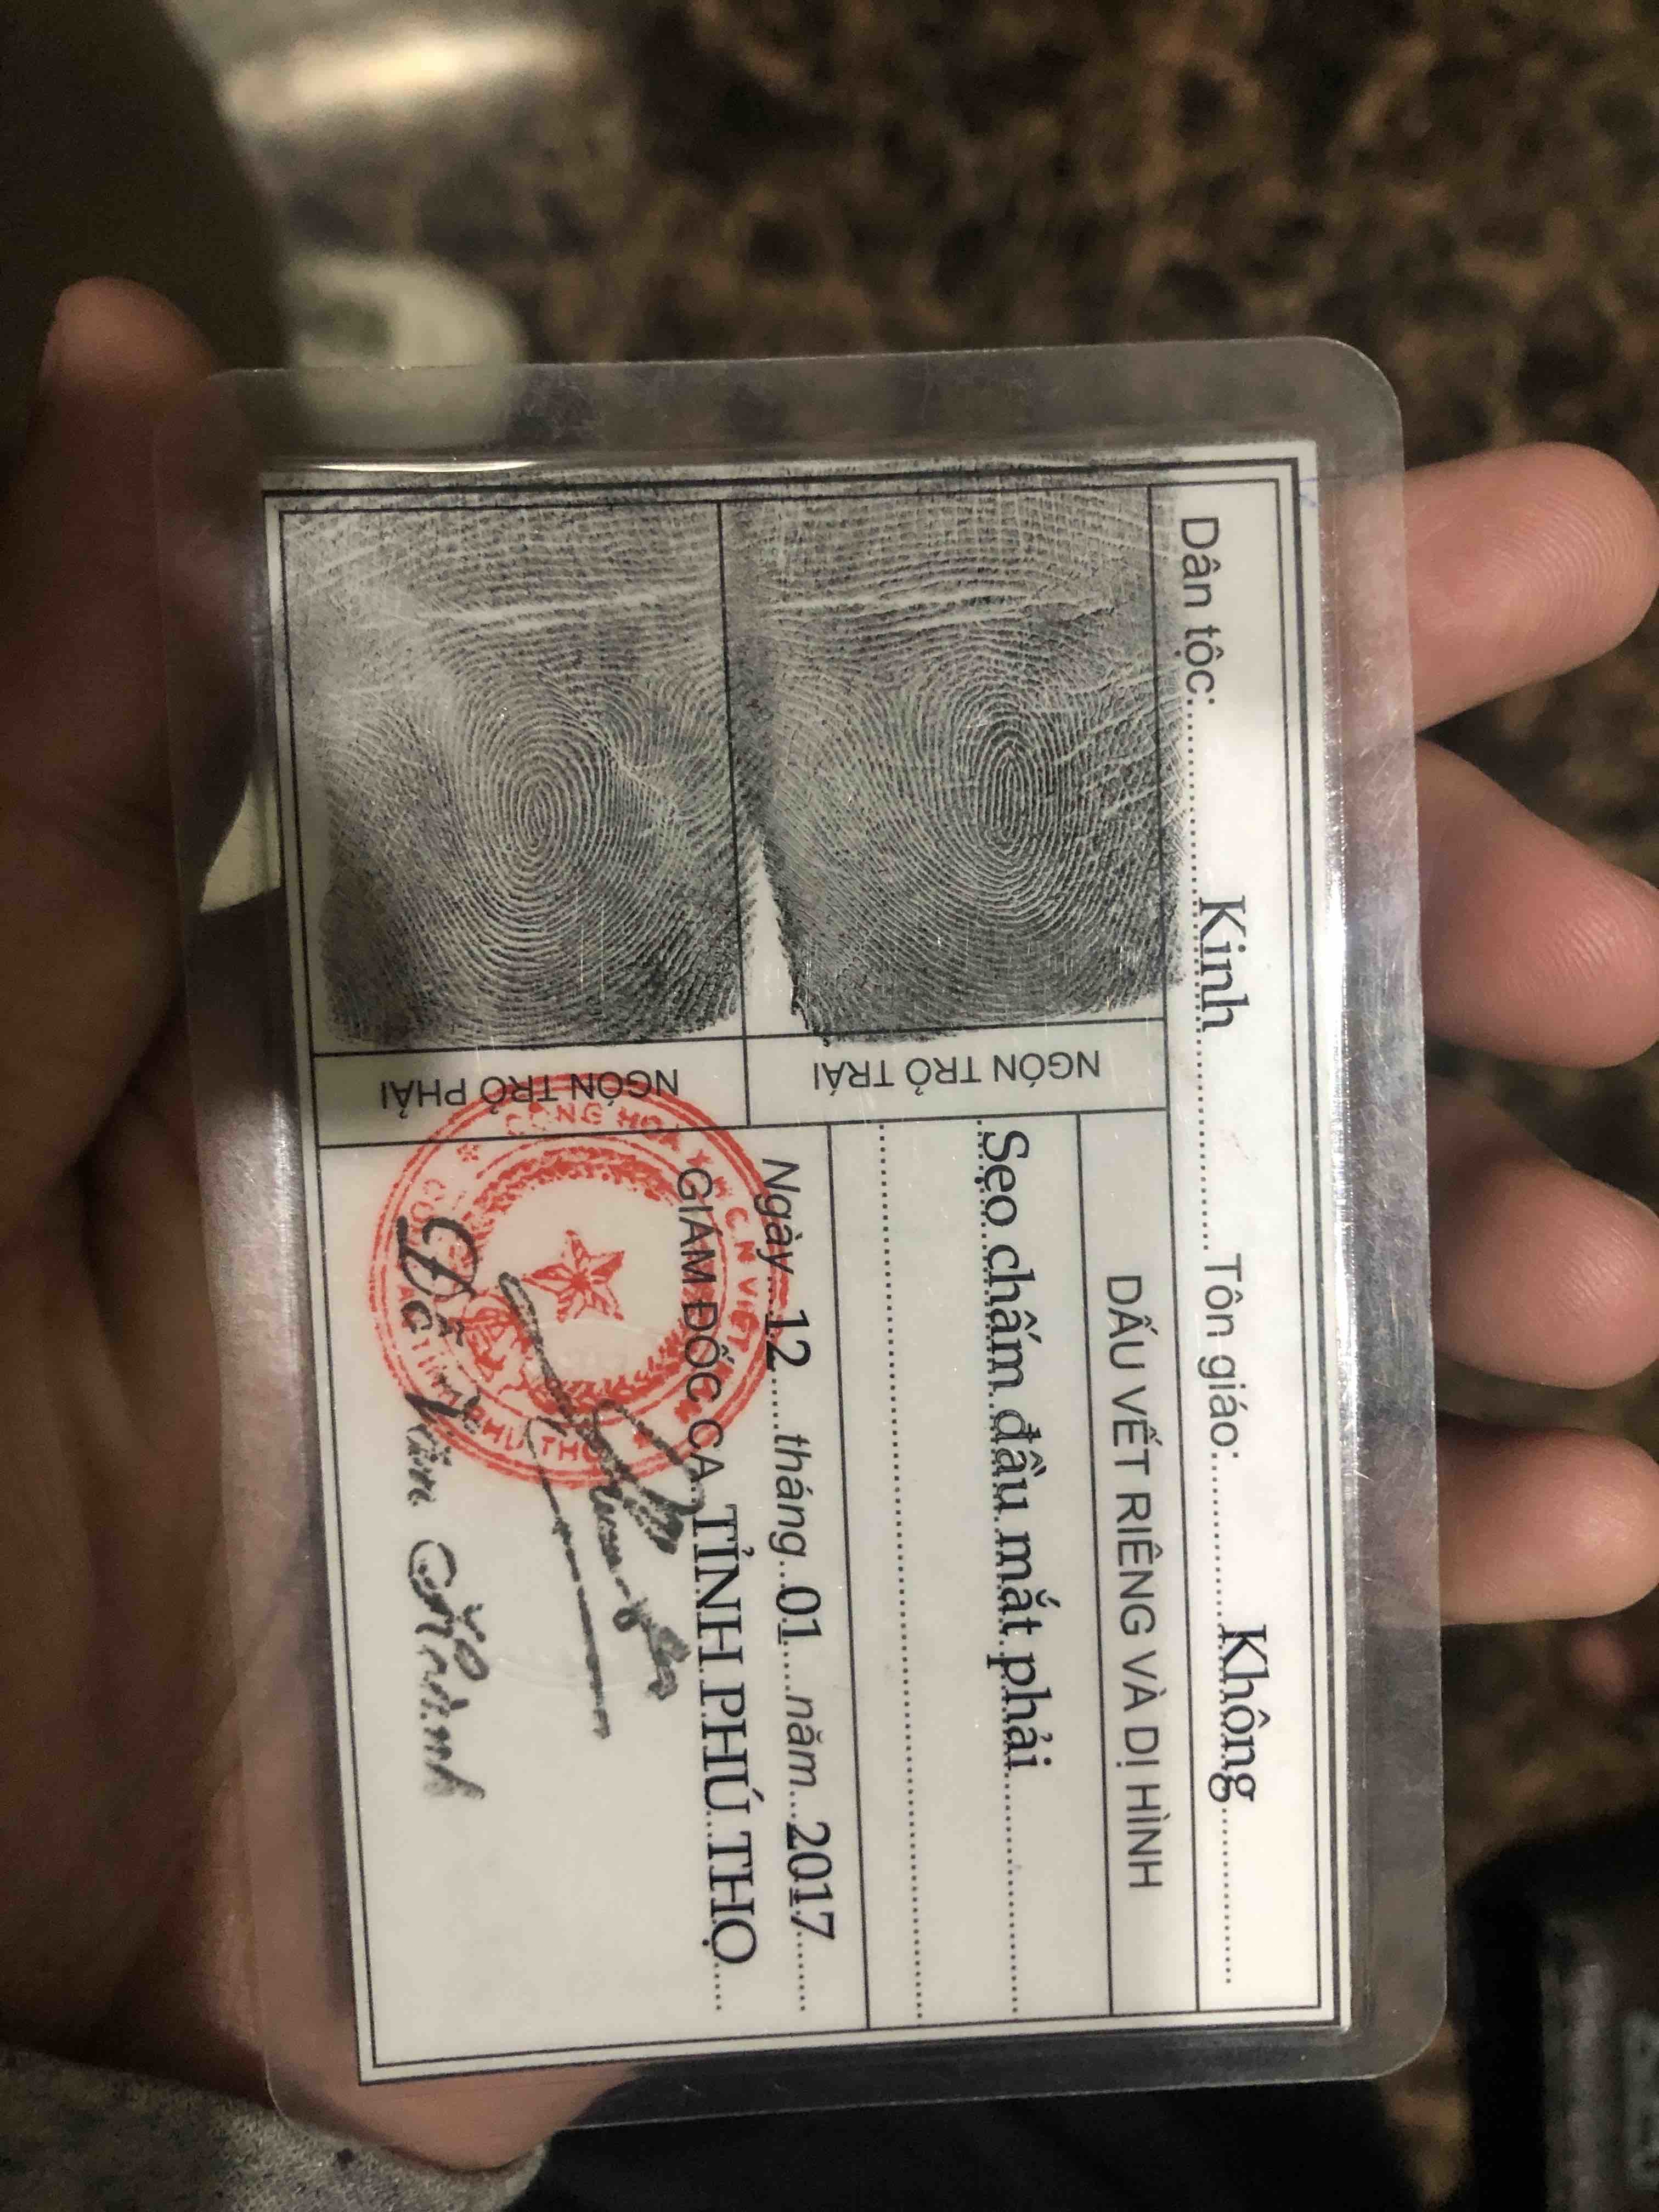 Dân tộc: Kinh Tôn giáo: Không
NGÓN TRỎ TRÁI
NGÓN TRỎ PHẢI
DẤU VẾT RIÊNG VÀ DỊ HÌNH
Sẹo chấm đầu mắt phải
Ngày 12 tháng 01 năm 2017
GIÁM ĐỐC CA TỈNH PHÚ THỌ